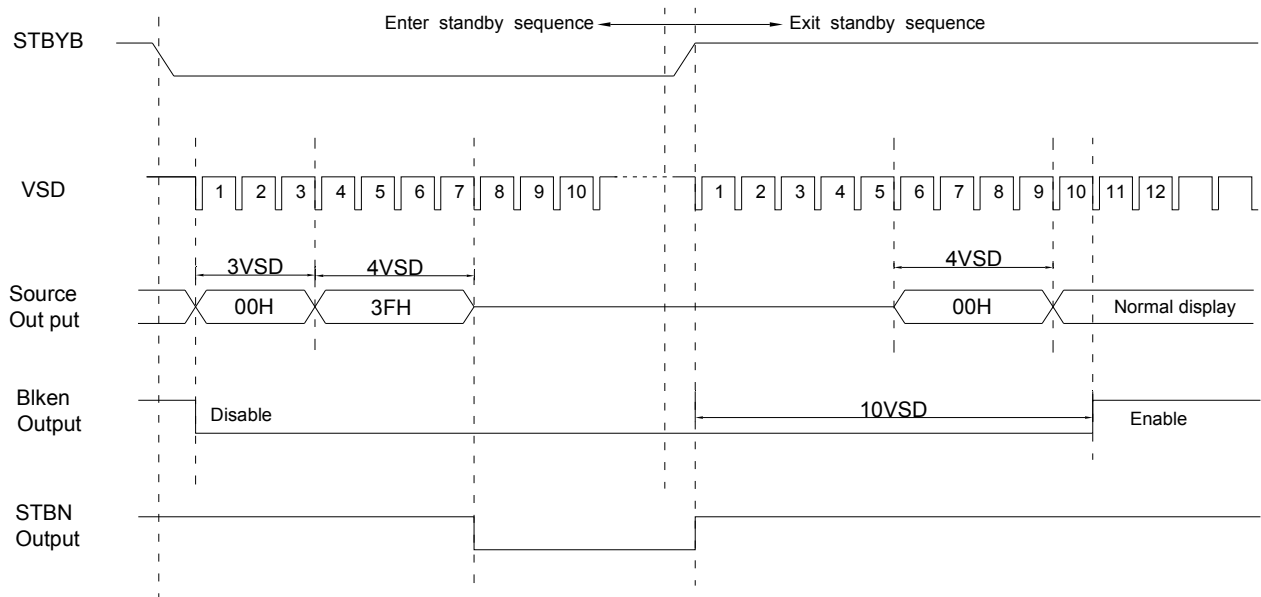 Enter standby sequence Exit standby sequence
STBYB
VSD
1 2 3 4 5 6 7 8 9 10 1 2 3 4 5 6 7 8 9 10 11 12
3VSD 4VSD 4VSD
Source
Out put
00H 3FH 00H Normal display
Blken
Output
Disable 10VSD Enable
STBN
Output